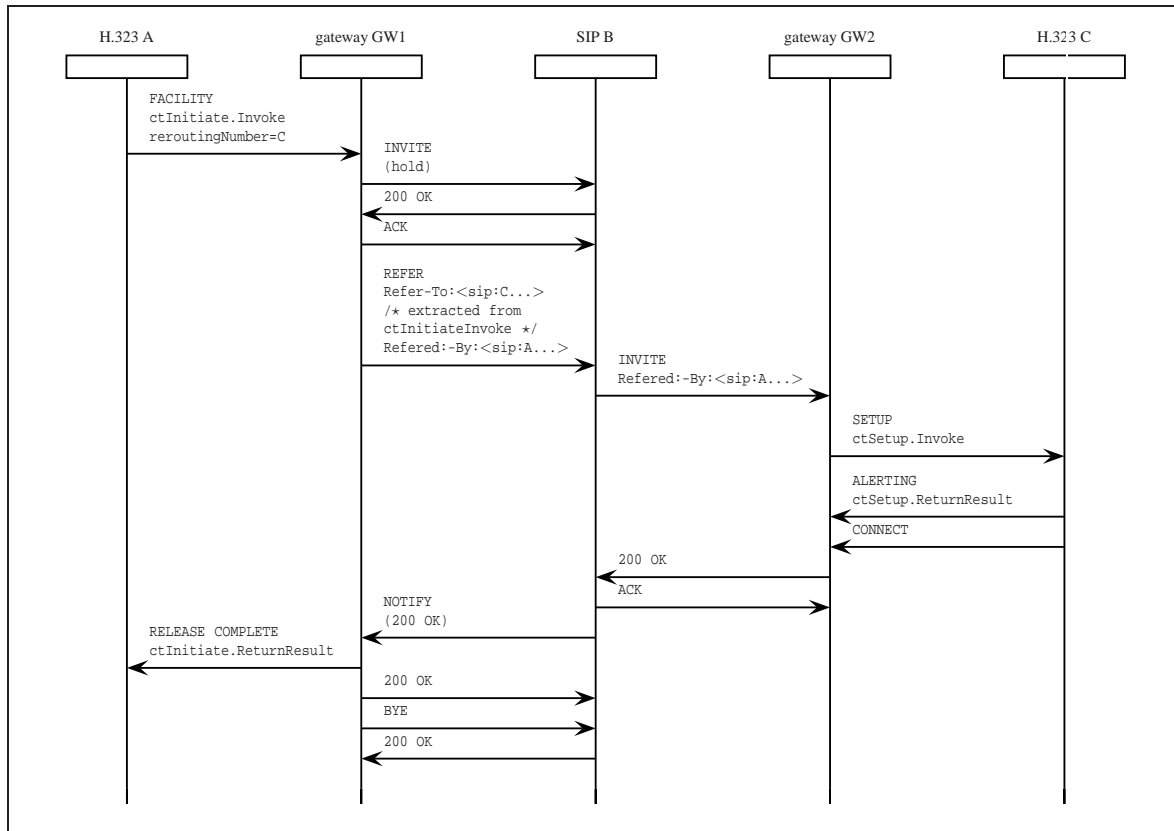 H.323 A
gateway GW1
SIP B
gateway GW2
H.323 C
FACILITY
ctInitiate.Invoke
reroutingNumber=C
INVITE
(hold)
200 OK
ACK
REFER
Refer-To:<sip:C...>
/* extracted from
ctInitiateInvoke */
Refered:-By:<sip:A...>
INVITE
Refered:-By:<sip:A...>
SETUP
ctSetup.Invoke
ALERTING
ctSetup.ReturnResult
CONNECT
200 OK
ACK
NOTIFY
(200 OK)
RELEASE COMPLETE
ctInitiate.ReturnResult
200 OK
BYE
200 OK